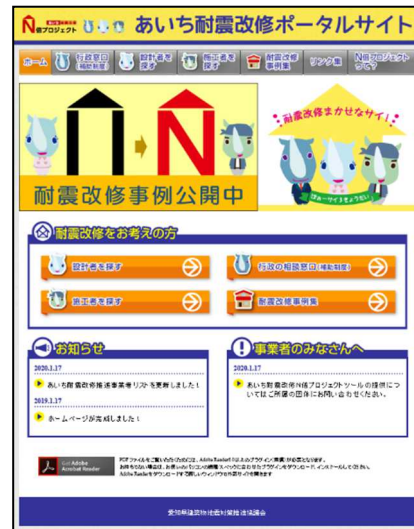 N倍プロジェクト
あいち耐震改修ポータルサイト
ホーム
行政窓口
(補助制度)
設計者を
探す
施工者を
探す
耐震改修
事例集
リンク集
N倍プロジェクト
って?
耐震改修まかせなサイ!
N
耐震改修事例公開中
耐震改修をお考えの方
設計者を探す
行政の相談窓口(補助制度)
施工者を探す
耐震改修事例集
お知らせ
2020.1.17
あいち耐震改修推進事業者リストを更新しました!
2019.1.17
ホームページが完成しました!
事業者のみなさんへ
2020.1.17
あいち耐震改修N倍プロジェクトツールの提供につ
いてはご所属の団体にお問い合わせください。
Get Adobe
Acrobat Reader
愛知県建築物地震対策推進協議会